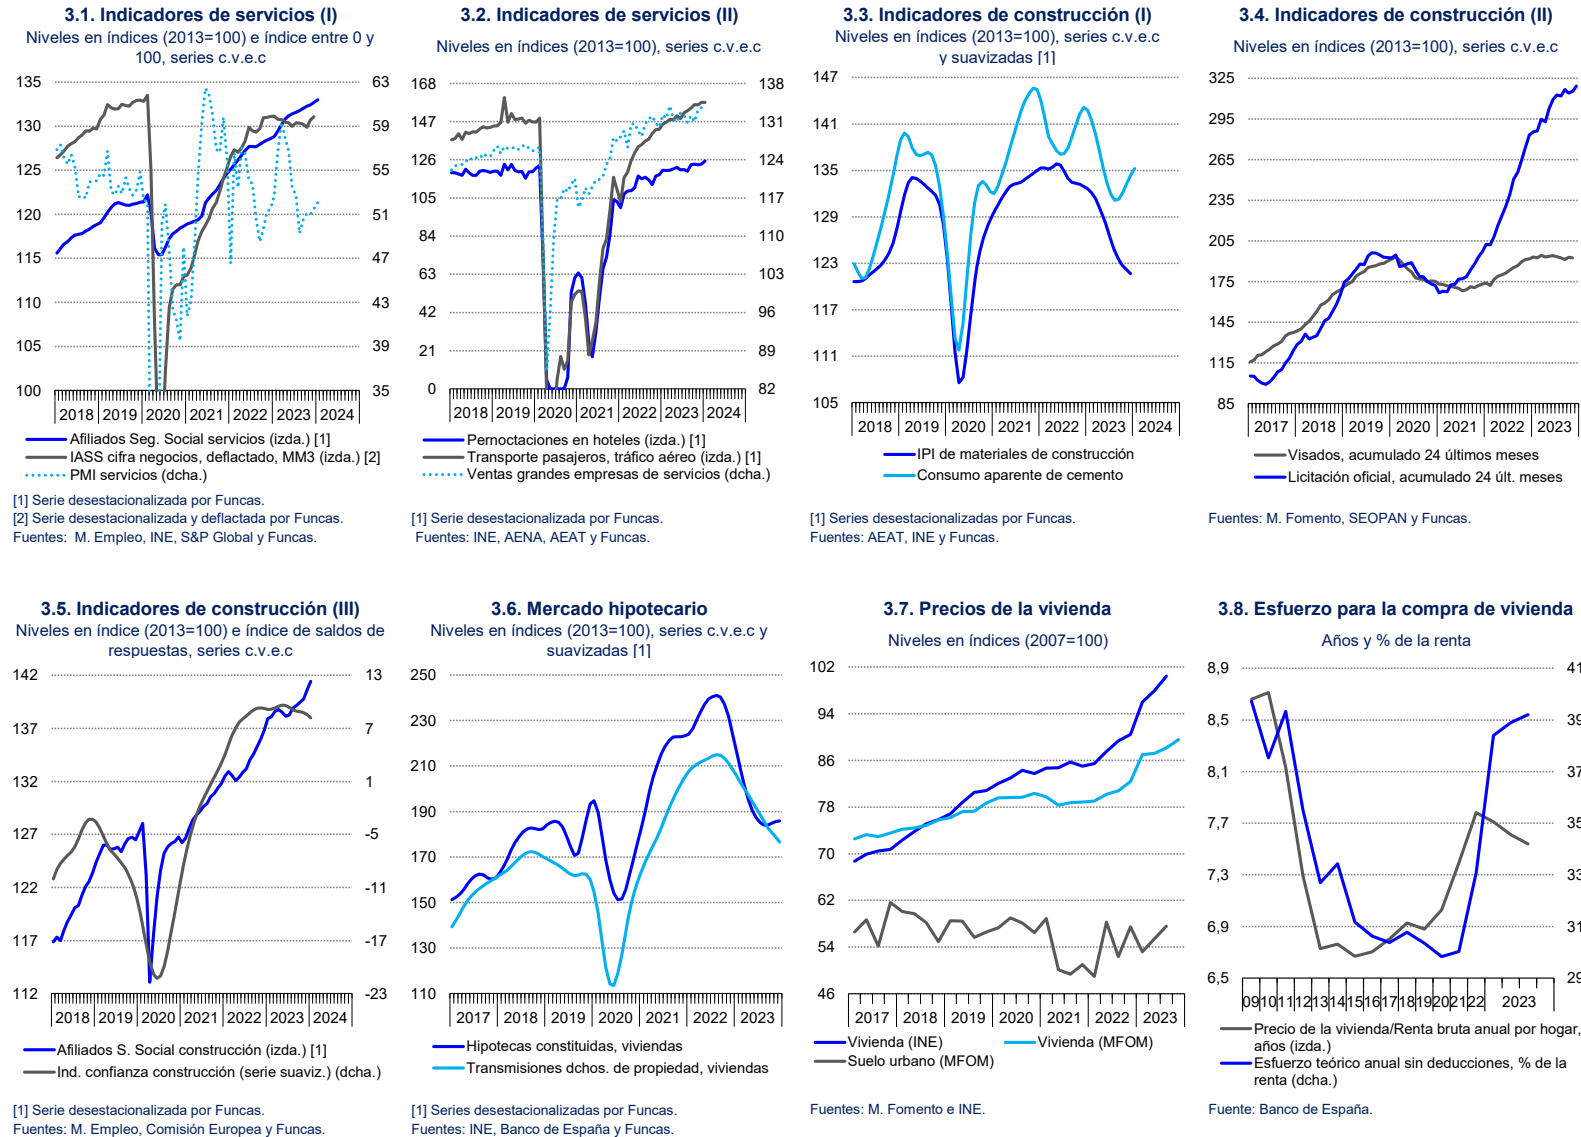 3.1. Indicadores de servicios (I)
Niveles en índices (2013=100) e índice entre 0 y
100, series c.v.e.c
135
130
125
120
115
110
105
100
63
59
55
51
47
43
39
35
2018 2019 2020 2021 2022 2023 2024
Afiliados Seg. Social servicios (izda.) [1]
IASS cifra negocios, deflactado, MM3 (izda.) [2]
PMI servicios (dcha.)
[1] Serie desestacionalizada por Funcas.
[2] Serie desestacionalizada y deflactada por Funcas.
Fuentes: M. Empleo, INE, S&P Global y Funcas.
3.2. Indicadores de servicios (II)
Niveles en índices (2013=100), series c.v.e.c
168
147
126
105
84
63
42
21
0
138
131
124
117
110
103
96
89
82
2018 2019 2020 2021 2022 2023 2024
Pernoctaciones en hoteles (izda.) [1]
Transporte pasajeros, tráfico aéreo (izda.) [1]
Ventas grandes empresas de servicios (dcha.)
[1] Serie desestacionalizada por Funcas.
Fuentes: INE, AENA, AEAT y Funcas.
3.3. Indicadores de construcción (I)
Niveles en índices (2013=100), series c.v.e.c
y suavizadas [1]
147
141
135
129
123
117
111
105
2018 2019 2020 2021 2022 2023 2024
IPI de materiales de construcción
Consumo aparente de cemento
[1] Series desestacionalizadas por Funcas.
Fuentes: AEAT, INE y Funcas.
3.4. Indicadores de construcción (II)
Niveles en índices (2013=100), series c.v.e.c
325
295
265
235
205
175
145
115
85
2017 2018 2019 2020 2021 2022 2023
Visados, acumulado 24 últimos meses
Licitación oficial, acumulado 24 últ. meses
Fuentes: M. Fomento, SEOPAN y Funcas.
3.5. Indicadores de construcción (III)
Niveles en índice (2013=100) e índice de saldos de
respuestas, series c.v.e.c
142
137
132
127
122
117
112
13
7
1
-5
-11
-17
-23
2018 2019 2020 2021 2022 2023 2024
Afiliados S. Social construcción (izda.) [1]
Ind. confianza construcción (serie suaviz.) (dcha.)
[1] Serie desestacionalizada por Funcas.
Fuentes: M. Empleo, Comisión Europea y Funcas.
3.6. Mercado hipotecario
Niveles en índices (2013=100), series c.v.e.c y
suavizadas [1]
250
230
210
190
170
150
130
110
2017 2018 2019 2020 2021 2022 2023
Hipotecas constituidas, viviendas
Transmisiones dchos. de propiedad, viviendas
[1] Series desestacionalizadas por Funcas.
Fuentes: INE, Banco de España y Funcas.
3.7. Precios de la vivienda
Niveles en índices (2007=100)
102
94
86
78
70
62
54
46
2017 2018 2019 2020 2021 2022 2023
Vivienda (INE)
Vivienda (MFOM)
Suelo urbano (MFOM)
Fuentes: M. Fomento e INE.
3.8. Esfuerzo para la compra de vivienda
Años y % de la renta
8,9
8,5
8,1
7,7
7,3
6,9
6,5
41
39
37
35
33
31
29
09 10 11 12 13 14 15 16 17 18 19 20 21 22 2023
Precio de la vivienda/Renta bruta anual por hogar,
años (izda.)
Esfuerzo teórico anual sin deducciones, % de la
renta (dcha.)
Fuente: Banco de España.